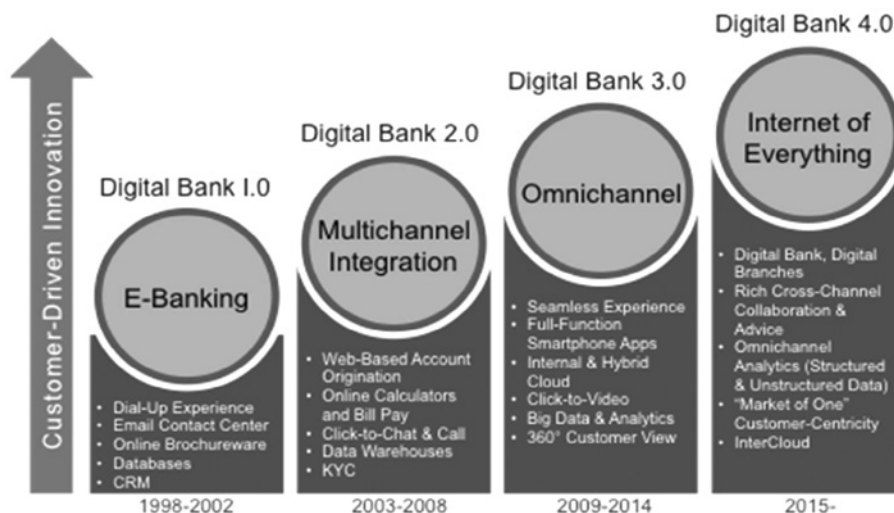 Customer-Driven Innovation
Digital Bank I.0
E-Banking
• Dial-Up Experience
• Email Contact Center
• Online Brochureware
• Databases
• CRM
1998-2002
Digital Bank 2.0
Multichannel
Integration
• Web-Based Account
Origination
• Online Calculators
and Bill Pay
• Click-to-Chat & Call
• Data Warehouses
• KYC
2003-2008
Digital Bank 3.0
Omnichannel
• Seamless Experience
• Full-Function
Smartphone Apps
• Internal & Hybrid
Cloud
• Click-to-Video
• Big Data & Analytics
• 360° Customer View
2009-2014
Digital Bank 4.0
Internet of
Everything
• Digital Bank, Digital
Branches
• Rich Cross-Channel
Collaboration &
Advice
• Omnichannel
Analytics (Structured
& Unstructured Data)
• “Market of One”
Customer-Centricity
• InterCloud
2015-